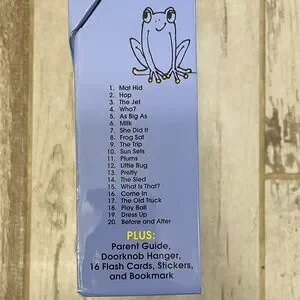 1. Mat Hid
2. Hop
3. The Jet
4. Who?
5. As Big As
6. Milk
7. She Did It
8. Frog Sat
9. The Trip
10. Sun Sets
11. Plums
12. Little Bug
13. Pretty
14. The Sled
15. What Is That?
16. Come In
17. The Old Truck
18. Play Ball
19. Dress Up
20. Before and After
PLUS:
Parent Guide,
Doorknob Hanger,
16 Flash Cards, Stickers,
and Bookmark